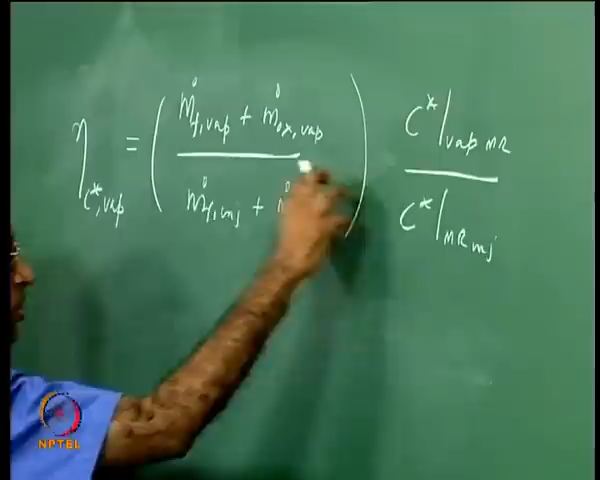 η_{C*,vap} = ( (ṁ_{f,vap} + ṁ_{ox,vap}) / (ṁ_{f,inj} + ṁ ) ) C*|_{vap MR} / C*|_{MR inj}
NPTEL